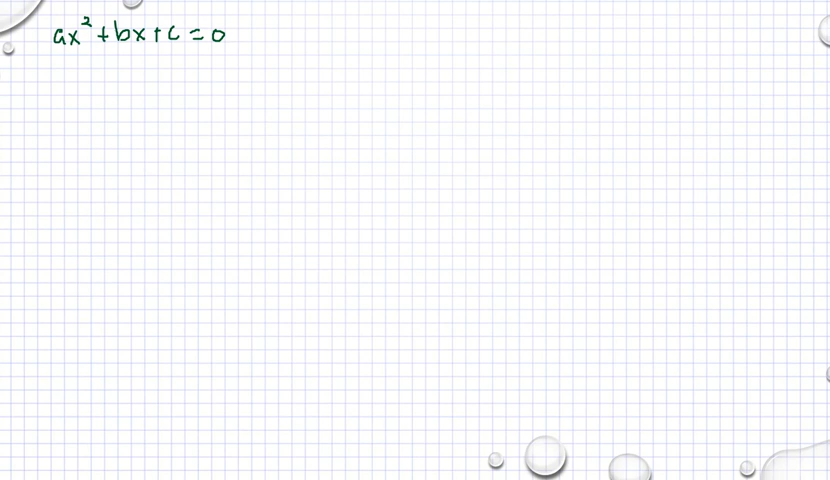 ax² + bx + c = 0